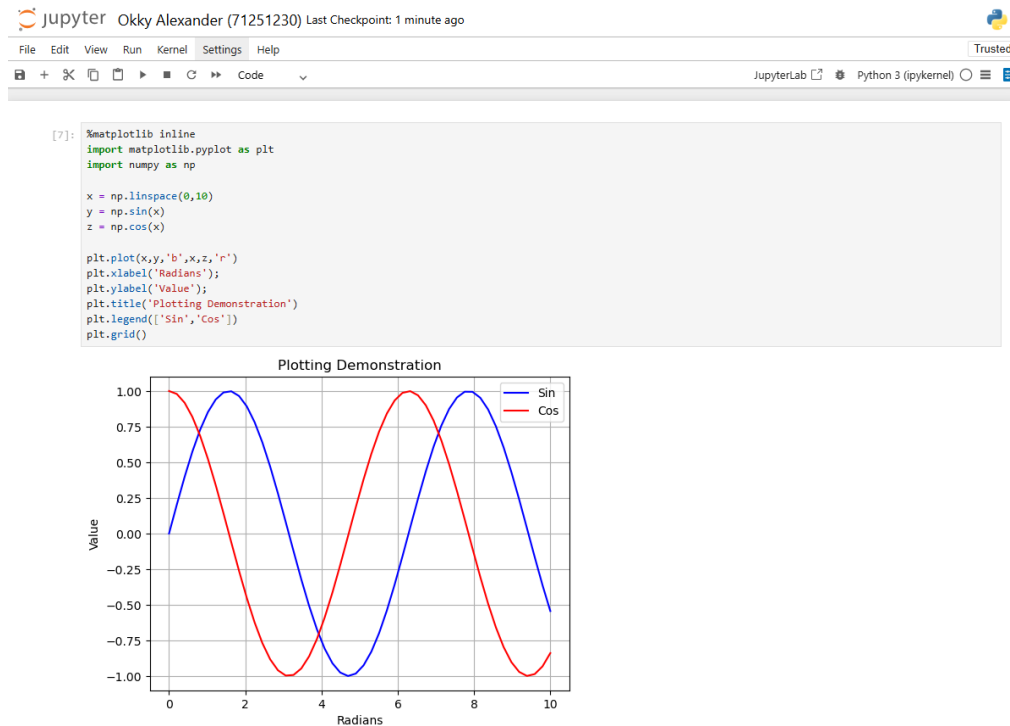 jupyter Okky Alexander (71251230) Last Checkpoint: 1 minute ago
File Edit View Run Kernel Settings Help Trusted
Code JupyterLab Python 3 (ipykernel)
[7]: %matplotlib inline
import matplotlib.pyplot as plt
import numpy as np
x = np.linspace(0,10)
y = np.sin(x)
z = np.cos(x)
plt.plot(x,y,'b',x,z,'r')
plt.xlabel('Radians');
plt.ylabel('Value');
plt.title('Plotting Demonstration')
plt.legend(['Sin','Cos'])
plt.grid()
Plotting Demonstration
Sin
Cos
1.00
0.75
0.50
0.25
0.00
−0.25
−0.50
−0.75
−1.00
Value
0 2 4 6 8 10
Radians